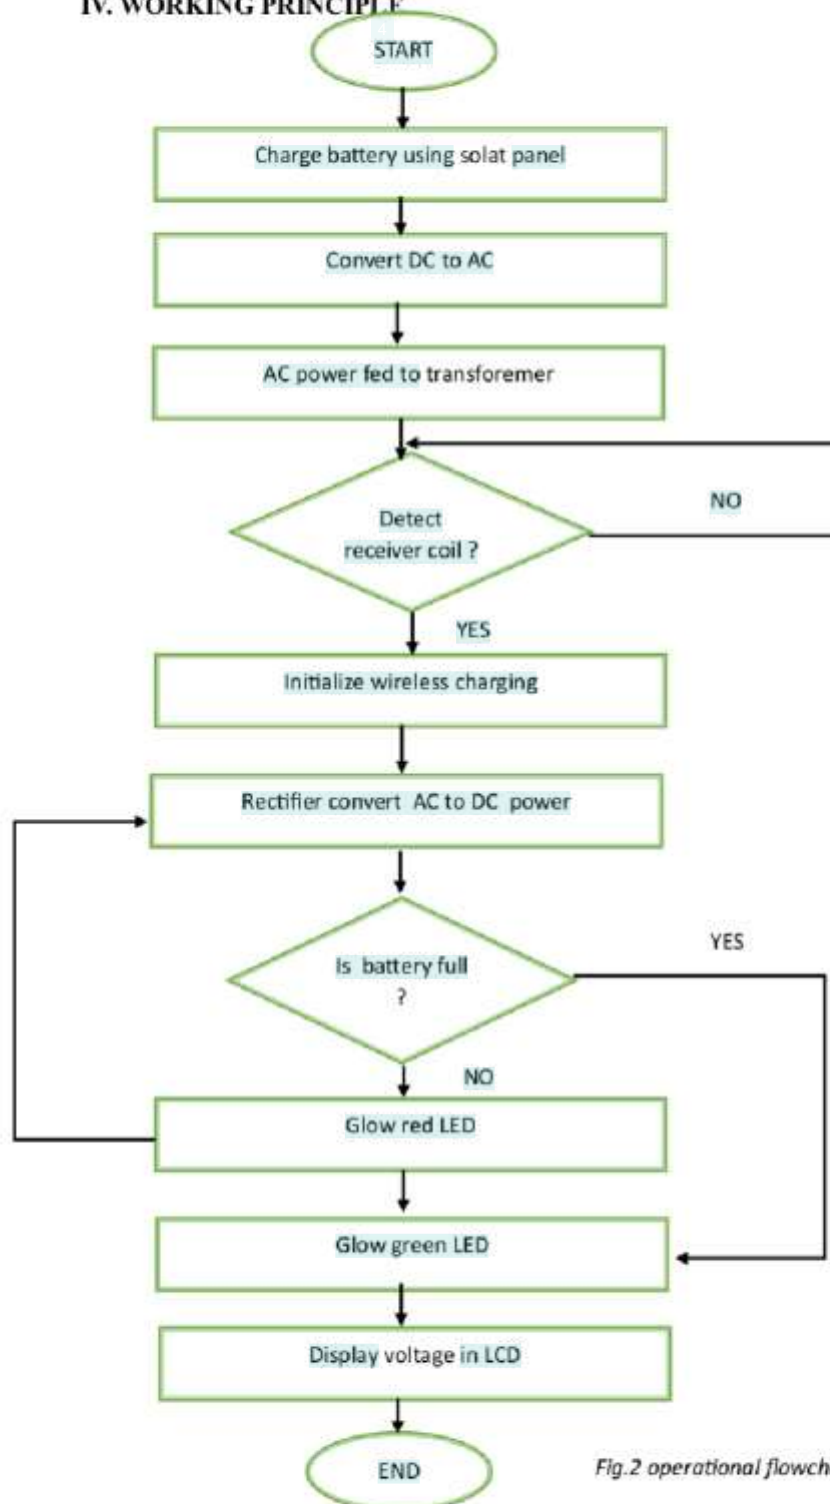 IV. WORKING PRINCIPLE
START
Charge battery using solat panel
Convert DC to AC
AC power fed to transforemer
Detect
receiver coil ?
NO
YES
Initialize wireless charging
Rectifier convert AC to DC power
Is battery full
?
YES
NO
Glow red LED
Glow green LED
Display voltage in LCD
END
Fig.2 operational flowch